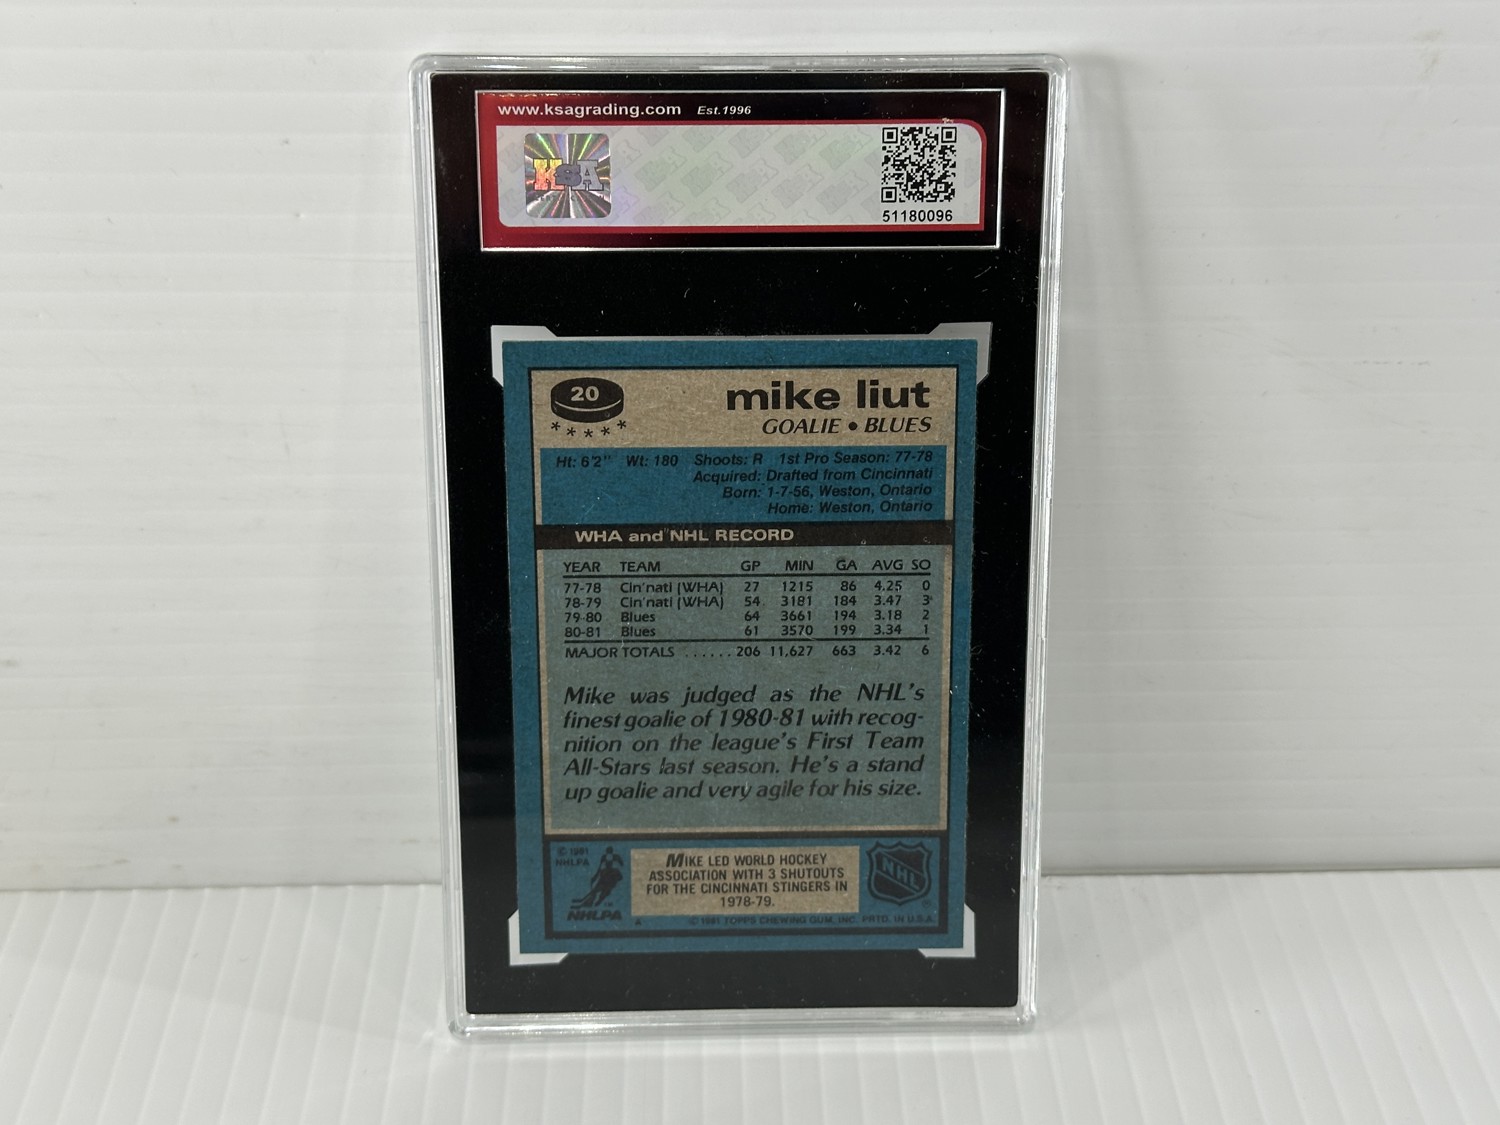 www.ksagrading.com Est.1996
KSA
51180096
20
mike liut
GOALIE • BLUES
Ht: 6'2" Wt: 180 Shoots: R 1st Pro Season: 77-78
Acquired: Drafted from Cincinnati
Born: 1-7-56, Weston, Ontario
Home: Weston, Ontario
WHA and NHL RECORD
YEAR TEAM GP MIN GA AVG SO
77-78 Cin'nati (WHA) 27 1215 86 4.25 0
78-79 Cin'nati (WHA) 54 3181 184 3.47 3
79-80 Blues 64 3661 194 3.18 2
80-81 Blues 61 3570 199 3.34 1
MAJOR TOTALS ...... 206 11,627 663 3.42 6
Mike was judged as the NHL's
finest goalie of 1980-81 with recog-
nition on the league's First Team
All-Stars last season. He's a stand
up goalie and very agile for his size.
© 1981
NHLPA
NHLPA
MIKE LED WORLD HOCKEY
ASSOCIATION WITH 3 SHUTOUTS
FOR THE CINCINNATI STINGERS IN
1978-79.
NHL
© 1981 TOPPS CHEWING GUM, INC. PRTD. IN U.S.A.